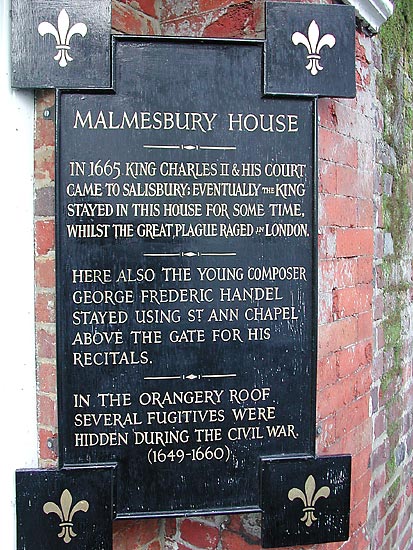 MALMESBURY HOUSE
IN 1665 KING CHARLES II & HIS COURT
CAME TO SALISBURY: EVENTUALLY THE KING
STAYED IN THIS HOUSE FOR SOME TIME,
WHILST THE GREAT PLAGUE RAGED IN LONDON.
HERE ALSO THE YOUNG COMPOSER
GEORGE FREDERIC HANDEL
STAYED USING ST ANN CHAPEL
ABOVE THE GATE FOR HIS
RECITALS.
IN THE ORANGERY ROOF
SEVERAL FUGITIVES WERE
HIDDEN DURING THE CIVIL WAR.
(1649-1660)